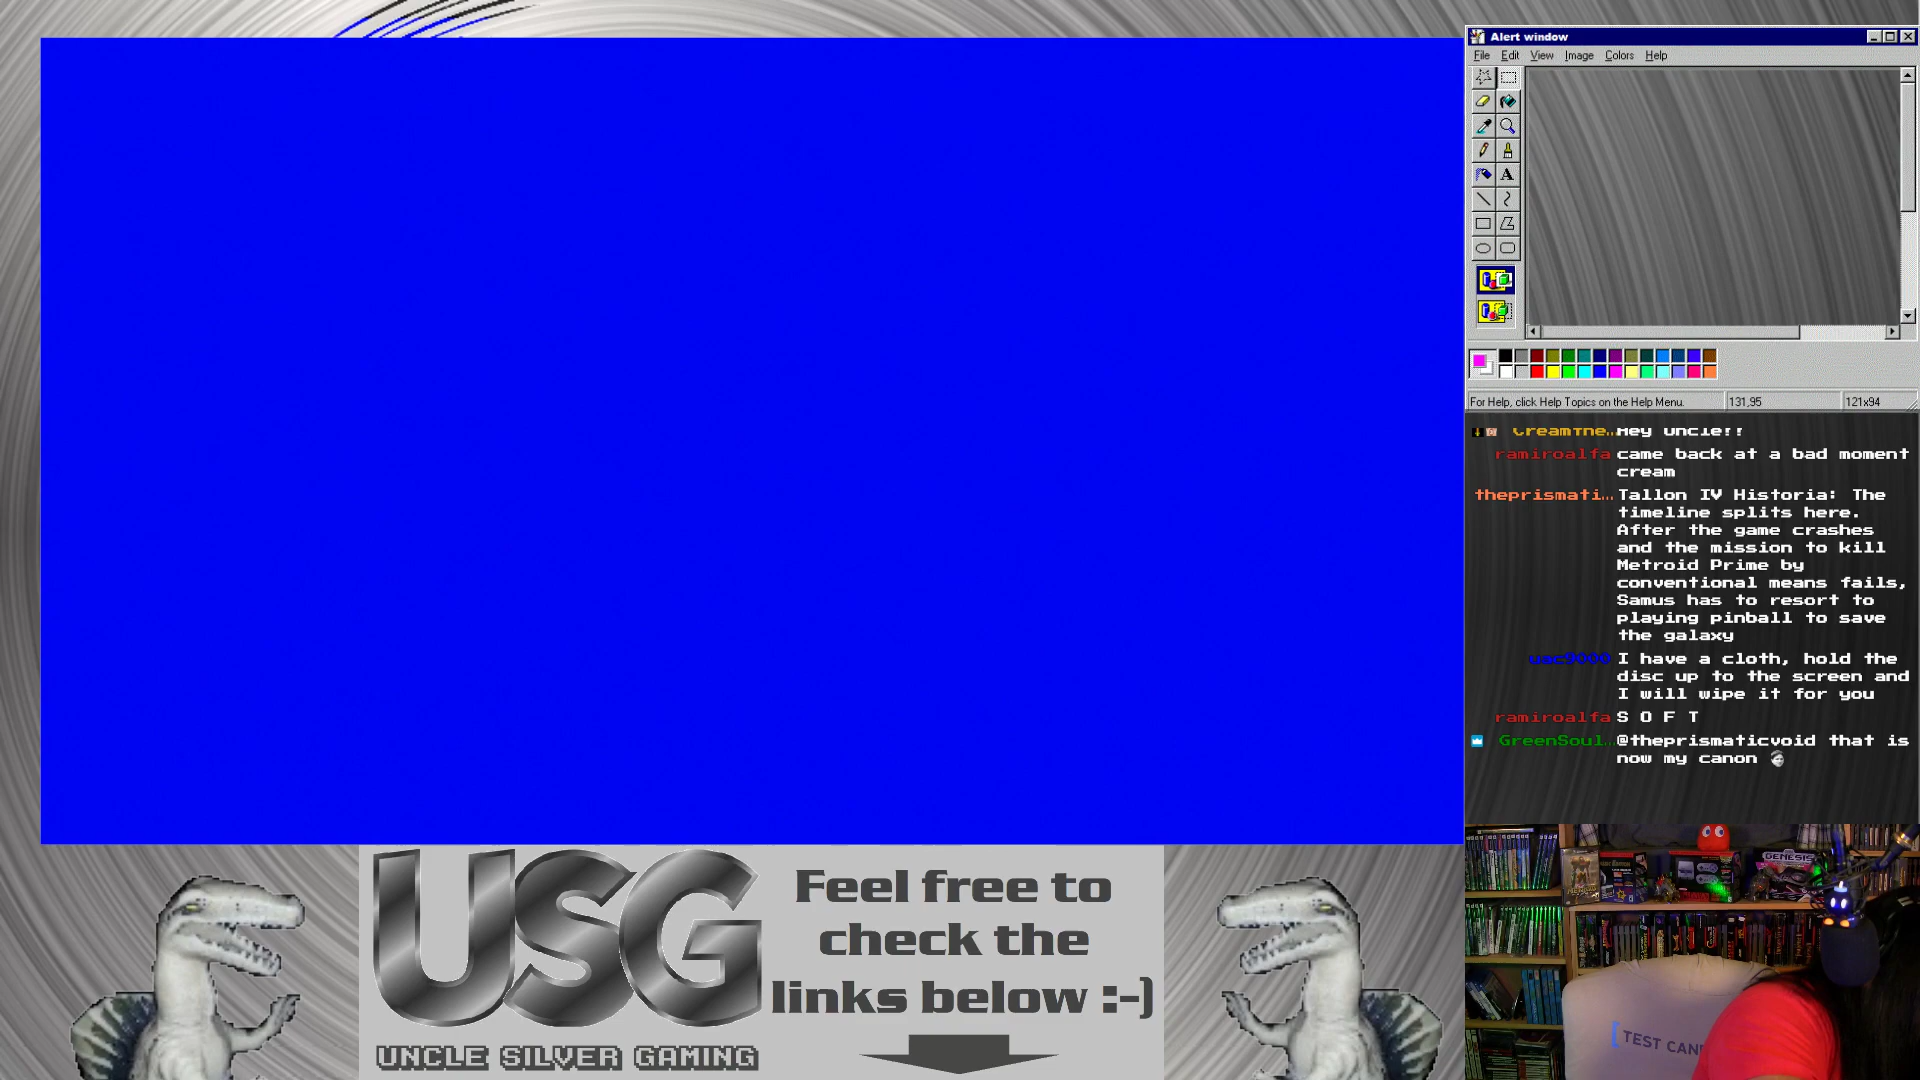 Alert window
File Edit View Image Colors Help
A
For Help, click Help Topics on the Help Menu.
131,95
121x94
CreamThe... Hey Uncle!!
ramiroalfa came back at a bad moment
cream
theprismati... Tallon IV Historia: The
timeline splits here.
After the game crashes
and the mission to kill
Metroid Prime by
conventional means fails,
Samus has to resort to
playing pinball to save
the galaxy
uac9000 I have a cloth, hold the
disc up to the screen and
I will wipe it for you
ramiroalfa S O F T
GreenSoul... @theprismaticvoid that is
now my canon
USG
UNCLE SILVER GAMING
Feel free to
check the
links below :-)
GENESIS
[ TEST CAN